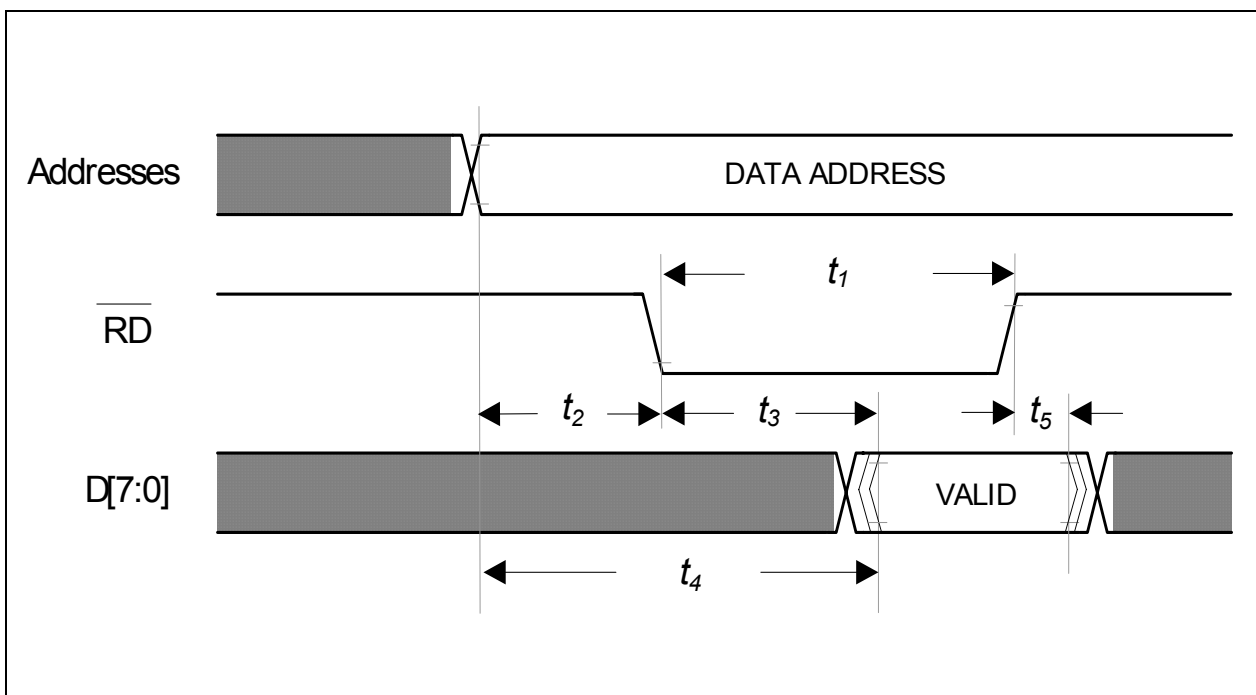 Addresses
DATA ADDRESS
t1
RD
t2
t3
t5
D[7:0]
VALID
t4